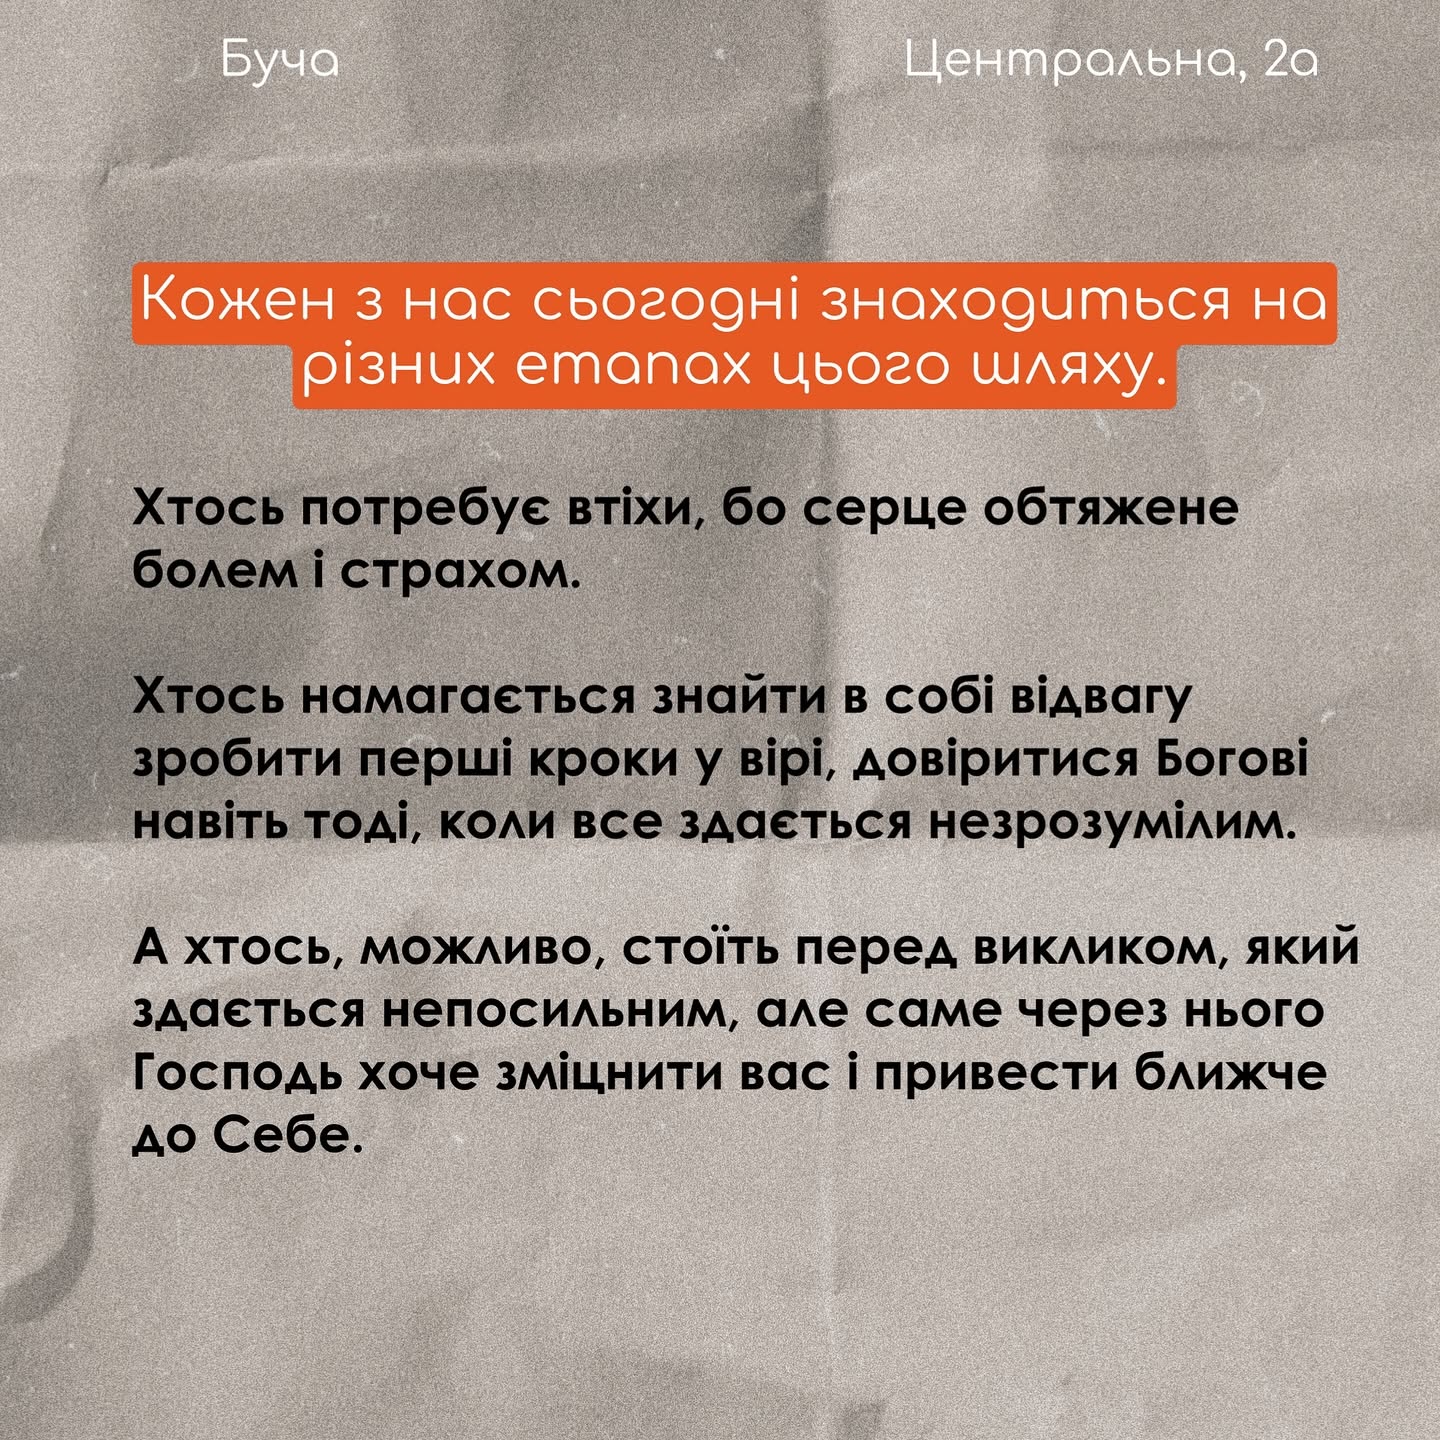 Буча
Центральна, 2а
Кожен з нас сьогодні знаходиться на
різних етапах цього шляху.
Хтось потребує втіхи, бо серце обтяжене
болем і страхом.
Хтось намагається знайти в собі відвагу
зробити перші кроки у вірі, довіритися Богові
навіть тоді, коли все здається незрозумілим.
А хтось, можливо, стоїть перед викликом, який
здається непосильним, але саме через нього
Господь хоче зміцнити вас і привести ближче
до Себе.